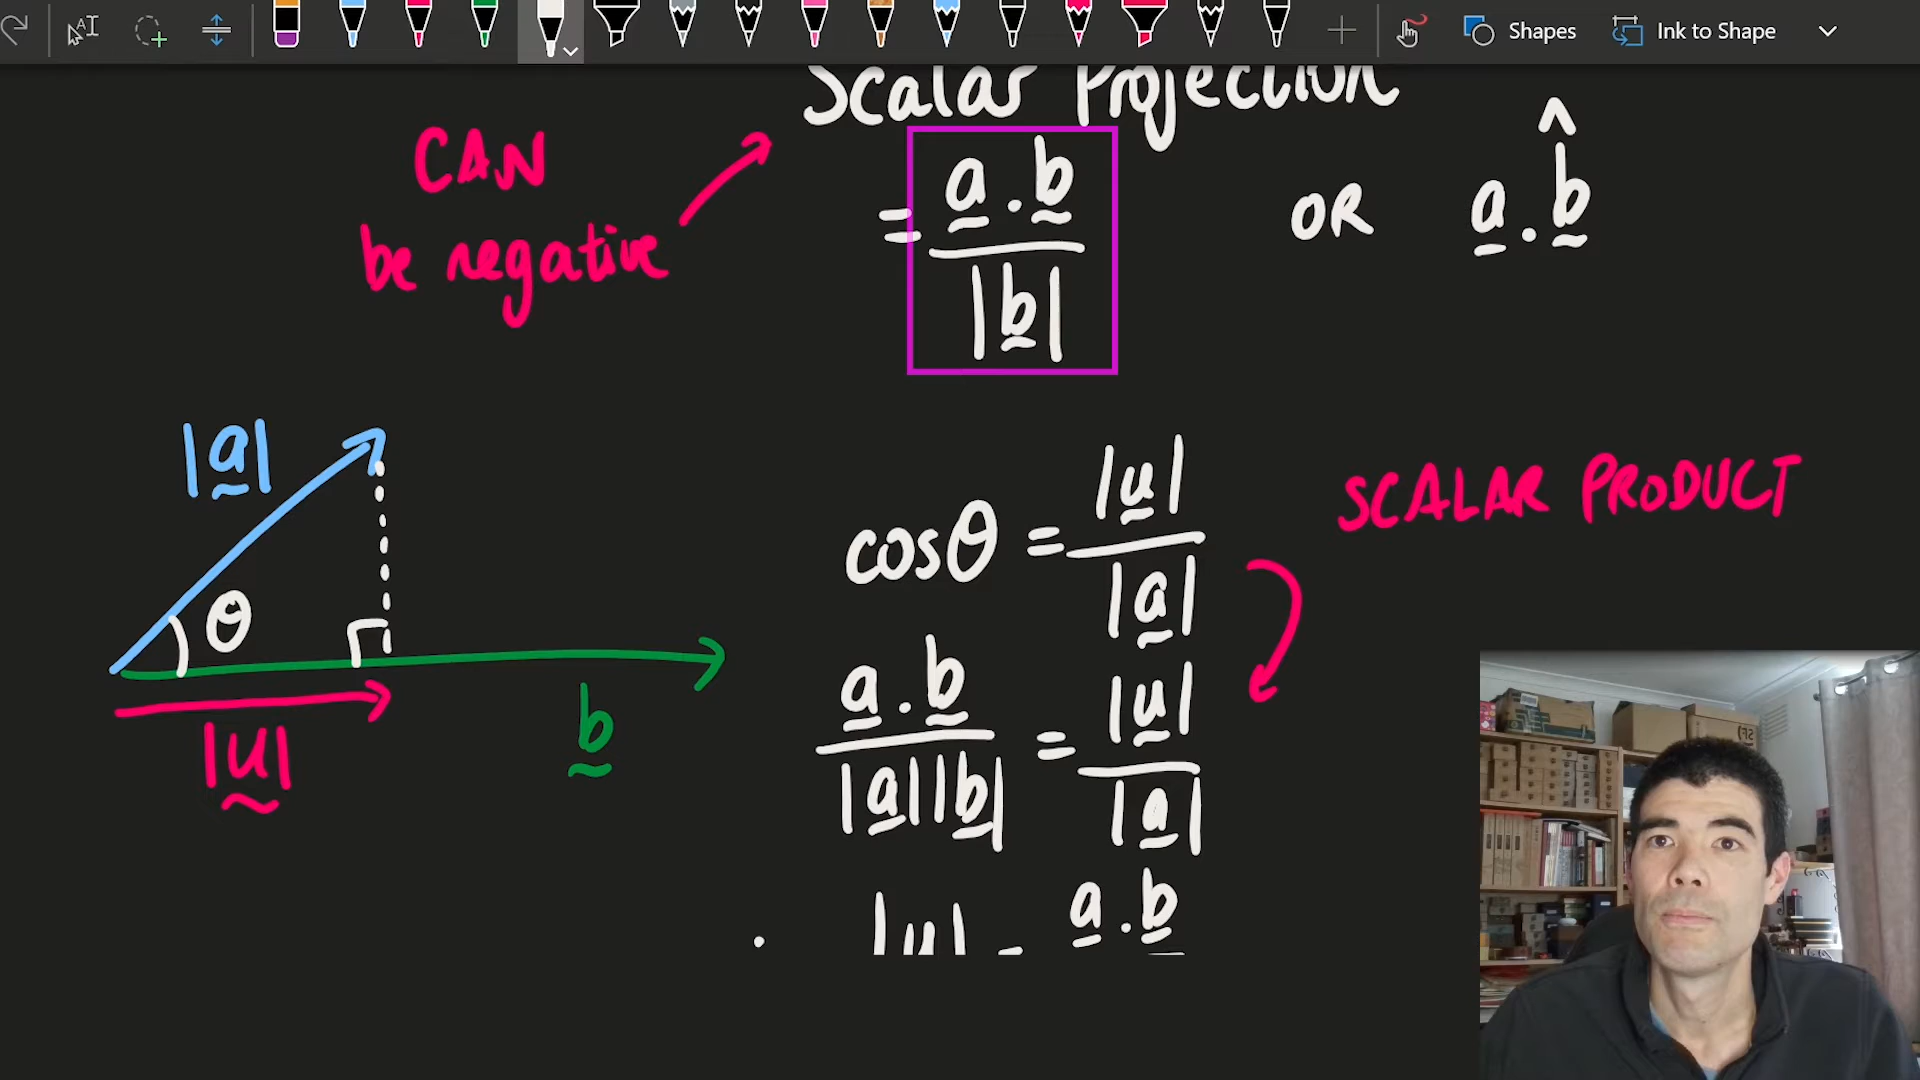 Shapes
Ink to Shape
Scalar Projection
CAN
be negative
= a . b / |b|
OR a . b̂
|a|
θ
|u|
b
cosθ = |u| / |a|
SCALAR PRODUCT
a . b / |a||b| = |u| / |a|
|u| = a . b